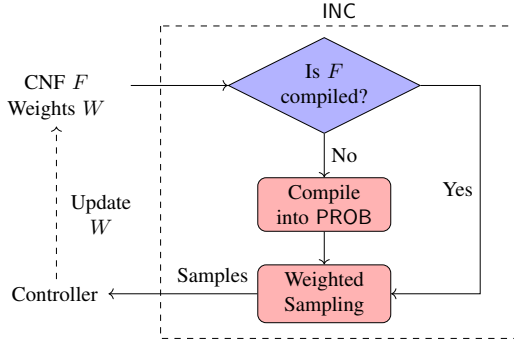 INC
CNF F
Weights W
Is F
compiled?
No
Yes
Compile
into PROB
Update
W
Samples
Controller
Weighted
Sampling